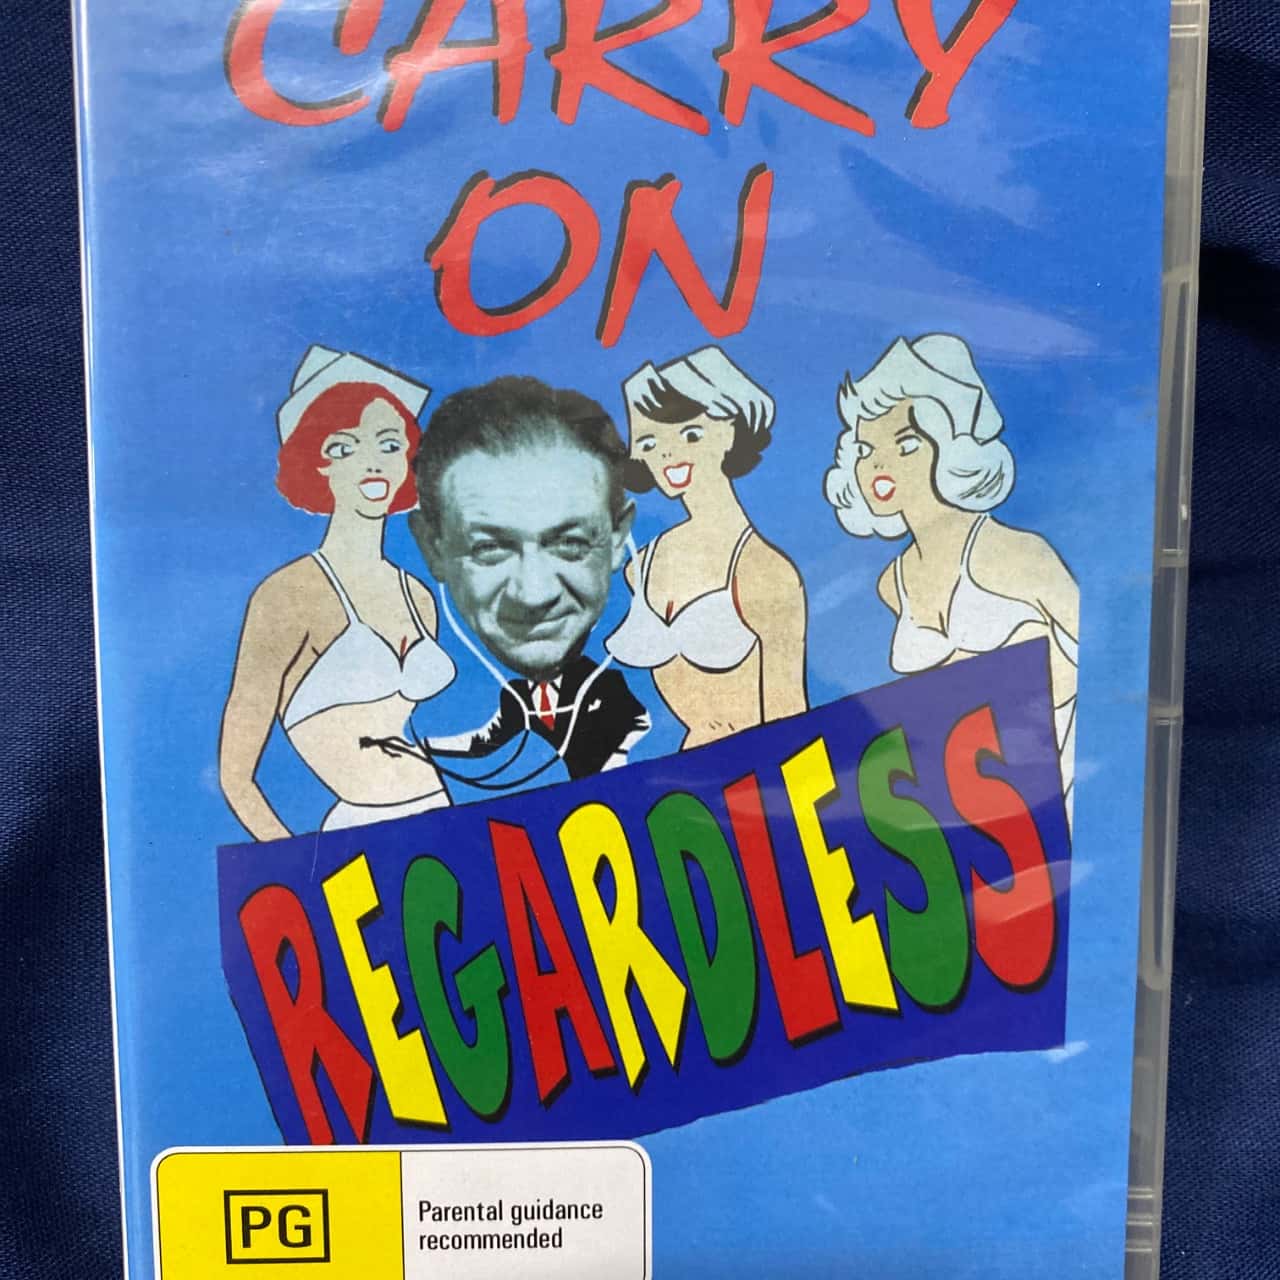 CARRY
ON
REGARDLESS
PG
Parental guidance
recommended